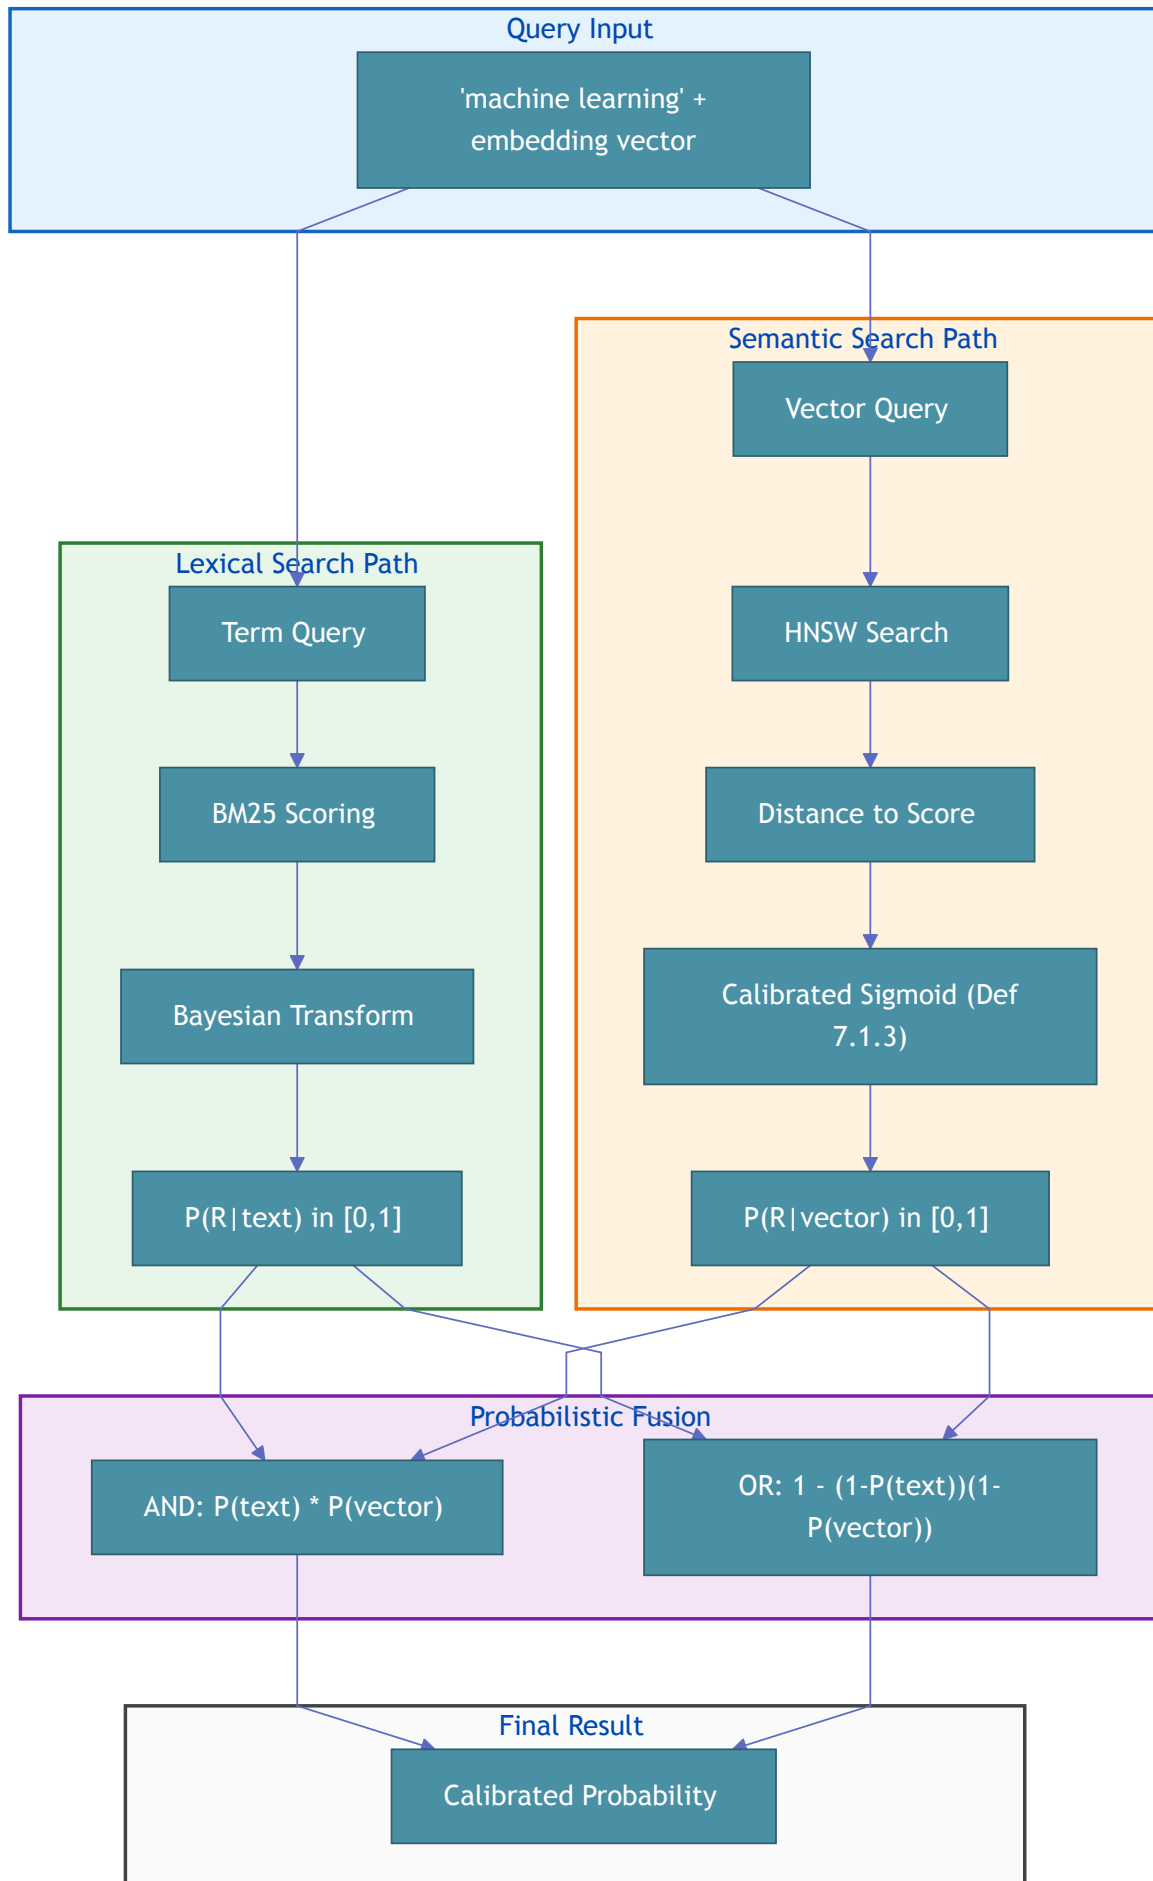 Query Input
'machine learning' +
embedding vector
Semantic Search Path
Vector Query
Lexical Search Path
Term Query
HNSW Search
BM25 Scoring
Distance to Score
Bayesian Transform
Calibrated Sigmoid (Def
7.1.3)
P(R|text) in [0,1]
P(R|vector) in [0,1]
Probabilistic Fusion
AND: P(text) * P(vector)
OR: 1 - (1-P(text))(1-
P(vector))
Final Result
Calibrated Probability